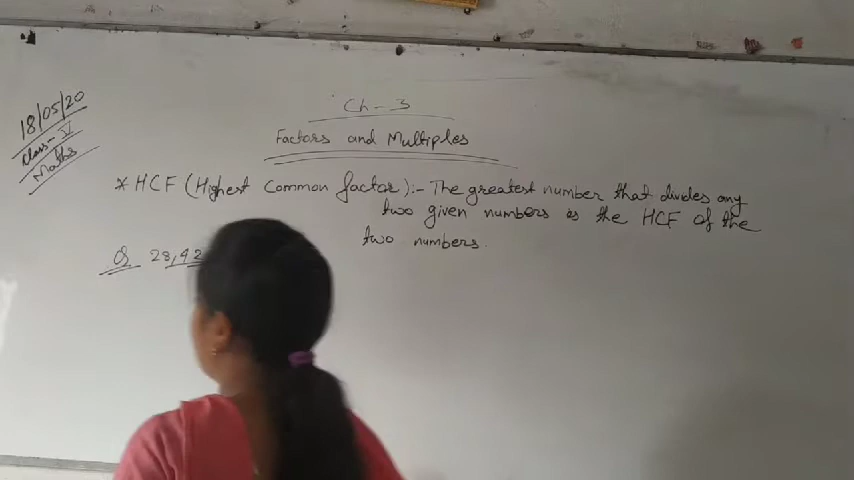 18/05/20
Class - V
Maths
Ch - 3
Factors and Multiples
* HCF (Highest Common factor) :- The greatest number that divides any
two given numbers is the HCF of the
two numbers.
Q 28, 42